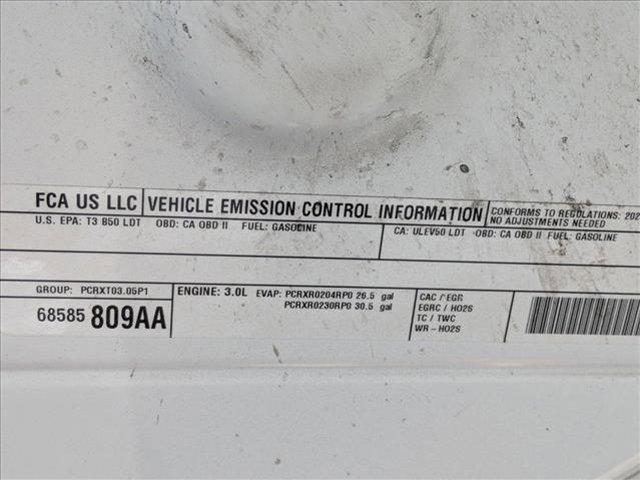 FCA US LLC VEHICLE EMISSION CONTROL INFORMATION CONFORMS TO REGULATIONS: 202
NO ADJUSTMENTS NEEDED
U.S. EPA: T3 B50 LDT OBD: CA OBD II FUEL: GASOLINE
CA: ULEV50 LDT OBD: CA OBD II FUEL: GASOLINE
GROUP: PCRXT03.05P1
68585 809AA
ENGINE: 3.0L EVAP: PCRXR0204RP0 26.5 gal
PCRXR0230RP0 30.5 gal
CAC / EGR
EGRC / HO2S
TC / TWC
WR-HO2S